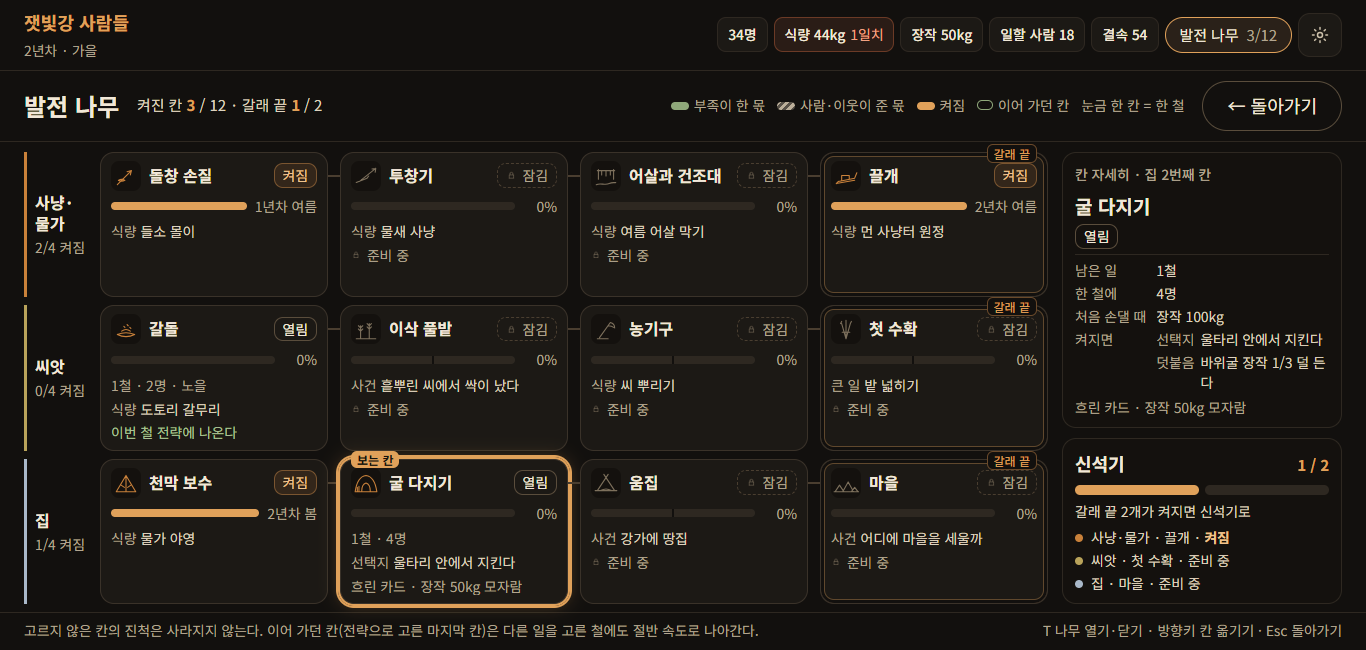 잿빛강 사람들
2년차 · 가을
34명
식량 44kg 1일치
장작 50kg
일할 사람 18
결속 54
발전 나무 3/12
발전 나무
켜진 칸 3 / 12 · 갈래 끝 1 / 2
부족이 한 몫
사람·이웃이 준 몫
켜짐
이어 가던 칸
눈금 한 칸 = 한 철
← 돌아가기
사냥·
물가
2/4 켜짐
돌창 손질
켜짐
1년차 여름
식량 들소 몰이
투창기
잠김
0%
식량 물새 사냥
준비 중
어살과 건조대
잠김
0%
식량 여름 어살 막기
준비 중
갈래 끝
끌개
켜짐
2년차 여름
식량 먼 사냥터 원정
씨앗
0/4 켜짐
갈돌
열림
0%
1철 · 2명 · 노을
식량 도토리 갈무리
이번 철 전략에 나온다
이삭 풀밭
잠김
0%
사건 흩뿌린 씨에서 싹이 났다
준비 중
농기구
잠김
0%
식량 씨 뿌리기
준비 중
갈래 끝
첫 수확
잠김
0%
큰 일 밭 넓히기
준비 중
집
1/4 켜짐
천막 보수
켜짐
2년차 봄
식량 물가 야영
보는 칸
굴 다지기
열림
0%
1철 · 4명
선택지 울타리 안에서 지킨다
흐린 카드 · 장작 50kg 모자람
움집
잠김
0%
사건 강가에 땅집
준비 중
갈래 끝
마을
잠김
0%
사건 어디에 마을을 세울까
준비 중
칸 자세히 · 집 2번째 칸
굴 다지기
열림
남은 일 1철
한 철에 4명
처음 손댈 때 장작 100kg
켜지면 선택지 울타리 안에서 지킨다
덧붙음 바위굴 장작 1/3 덜 든
다
흐린 카드 · 장작 50kg 모자람
신석기 1 / 2
갈래 끝 2개가 켜지면 신석기로
사냥·물가 · 끌개 · 켜짐
씨앗 · 첫 수확 · 준비 중
집 · 마을 · 준비 중
고르지 않은 칸의 진척은 사라지지 않는다. 이어 가던 칸(전략으로 고른 마지막 칸)은 다른 일을 고른 철에도 절반 속도로 나아간다.
T 나무 열기·닫기 · 방향키 칸 옮기기 · Esc 돌아가기